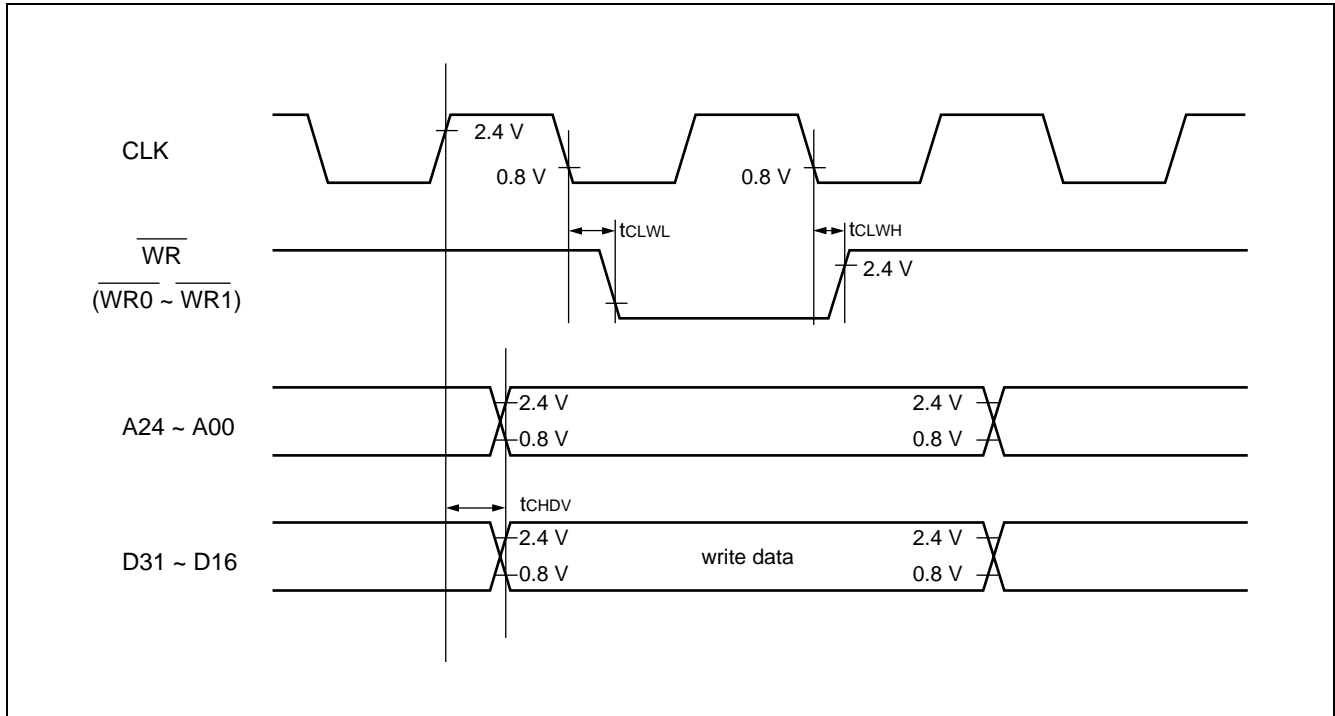 CLK
2.4 V
0.8 V
0.8 V
tCLWL
tCLWH
WR
(WR0 ~ WR1)
2.4 V
A24 ~ A00
2.4 V
0.8 V
2.4 V
0.8 V
tCHDV
D31 ~ D16
2.4 V
0.8 V
write data
2.4 V
0.8 V